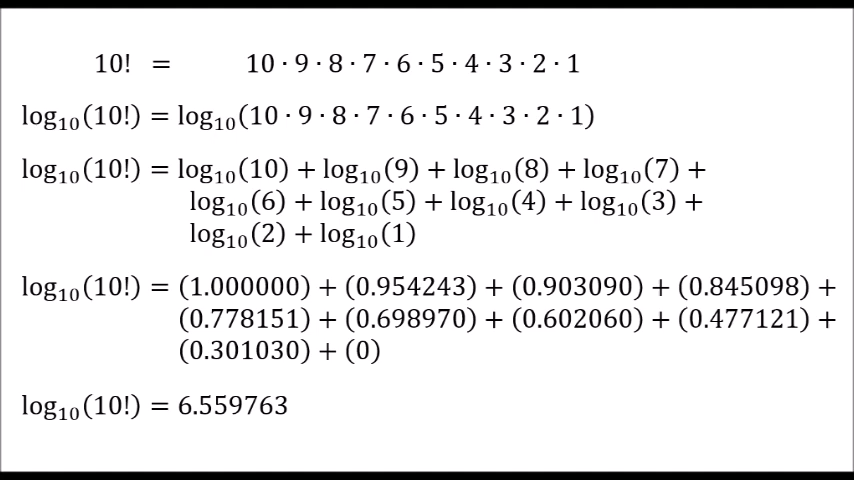 10! = 10 · 9 · 8 · 7 · 6 · 5 · 4 · 3 · 2 · 1
log₁₀(10!) = log₁₀(10 · 9 · 8 · 7 · 6 · 5 · 4 · 3 · 2 · 1)
log₁₀(10!) = log₁₀(10) + log₁₀(9) + log₁₀(8) + log₁₀(7) +
log₁₀(6) + log₁₀(5) + log₁₀(4) + log₁₀(3) +
log₁₀(2) + log₁₀(1)
log₁₀(10!) = (1.000000) + (0.954243) + (0.903090) + (0.845098) +
(0.778151) + (0.698970) + (0.602060) + (0.477121) +
(0.301030) + (0)
log₁₀(10!) = 6.559763